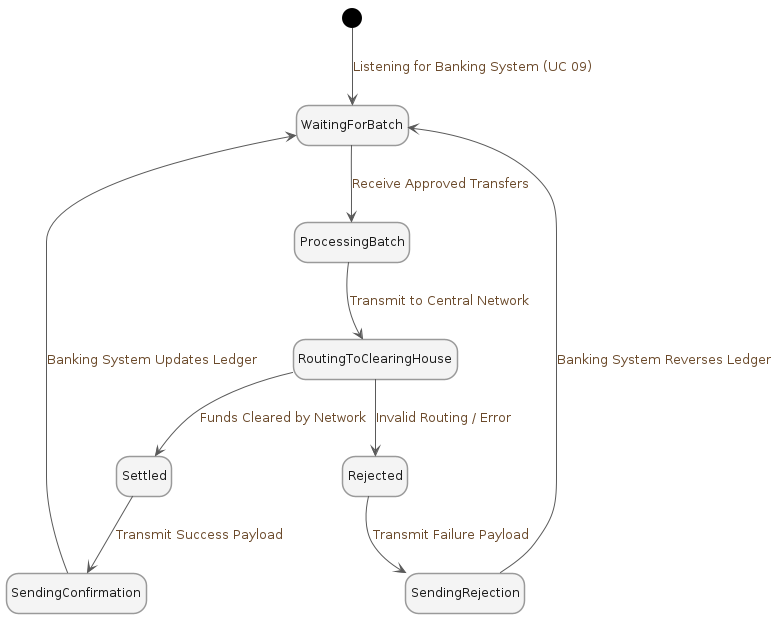 Listening for Banking System (UC 09)
WaitingForBatch
Receive Approved Transfers
ProcessingBatch
Transmit to Central Network
RoutingToClearingHouse
Banking System Updates Ledger
Banking System Reverses Ledger
Funds Cleared by Network
Invalid Routing / Error
Settled
Rejected
Transmit Success Payload
Transmit Failure Payload
SendingConfirmation
SendingRejection